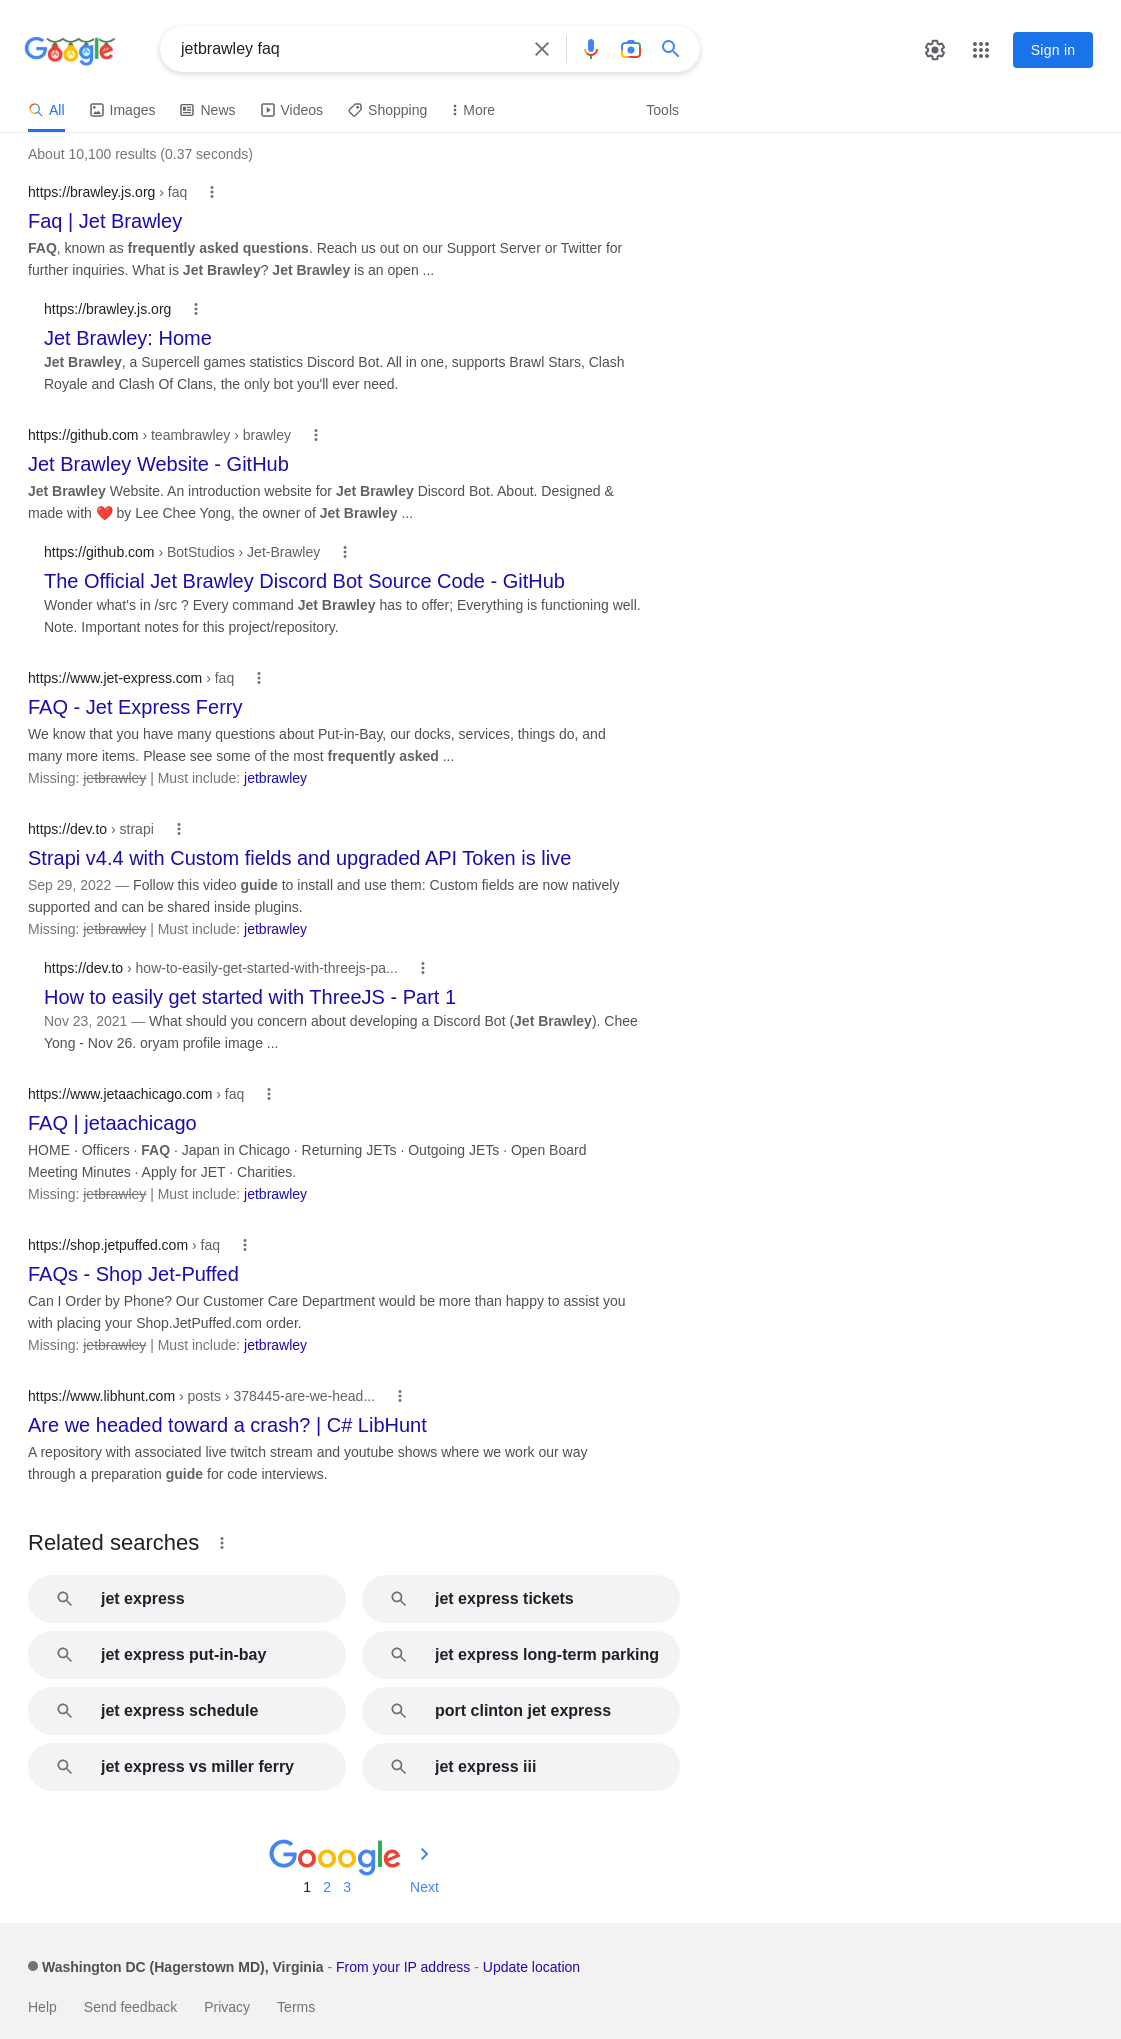 Google
jetbrawley faq
Sign in
All Images News Videos Shopping More Tools
About 10,100 results (0.37 seconds)
https://brawley.js.org › faq
Faq | Jet Brawley
FAQ, known as frequently asked questions. Reach us out on our Support Server or Twitter for
further inquiries. What is Jet Brawley? Jet Brawley is an open ...
https://brawley.js.org
Jet Brawley: Home
Jet Brawley, a Supercell games statistics Discord Bot. All in one, supports Brawl Stars, Clash
Royale and Clash Of Clans, the only bot you'll ever need.
https://github.com › teambrawley › brawley
Jet Brawley Website - GitHub
Jet Brawley Website. An introduction website for Jet Brawley Discord Bot. About. Designed &
made with ❤️ by Lee Chee Yong, the owner of Jet Brawley ...
https://github.com › BotStudios › Jet-Brawley
The Official Jet Brawley Discord Bot Source Code - GitHub
Wonder what's in /src ? Every command Jet Brawley has to offer; Everything is functioning well.
Note. Important notes for this project/repository.
https://www.jet-express.com › faq
FAQ - Jet Express Ferry
We know that you have many questions about Put-in-Bay, our docks, services, things do, and
many more items. Please see some of the most frequently asked ...
Missing: jetbrawley | Must include: jetbrawley
https://dev.to › strapi
Strapi v4.4 with Custom fields and upgraded API Token is live
Sep 29, 2022 — Follow this video guide to install and use them: Custom fields are now natively
supported and can be shared inside plugins.
Missing: jetbrawley | Must include: jetbrawley
https://dev.to › how-to-easily-get-started-with-threejs-pa...
How to easily get started with ThreeJS - Part 1
Nov 23, 2021 — What should you concern about developing a Discord Bot (Jet Brawley). Chee
Yong - Nov 26. oryam profile image ...
https://www.jetaachicago.com › faq
FAQ | jetaachicago
HOME · Officers · FAQ · Japan in Chicago · Returning JETs · Outgoing JETs · Open Board
Meeting Minutes · Apply for JET · Charities.
Missing: jetbrawley | Must include: jetbrawley
https://shop.jetpuffed.com › faq
FAQs - Shop Jet-Puffed
Can I Order by Phone? Our Customer Care Department would be more than happy to assist you
with placing your Shop.JetPuffed.com order.
Missing: jetbrawley | Must include: jetbrawley
https://www.libhunt.com › posts › 378445-are-we-head...
Are we headed toward a crash? | C# LibHunt
A repository with associated live twitch stream and youtube shows where we work our way
through a preparation guide for code interviews.
Related searches
jet express
jet express tickets
jet express put-in-bay
jet express long-term parking
jet express schedule
port clinton jet express
jet express vs miller ferry
jet express iii
Gooogle
1 2 3 Next
Washington DC (Hagerstown MD), Virginia - From your IP address - Update location
Help Send feedback Privacy Terms